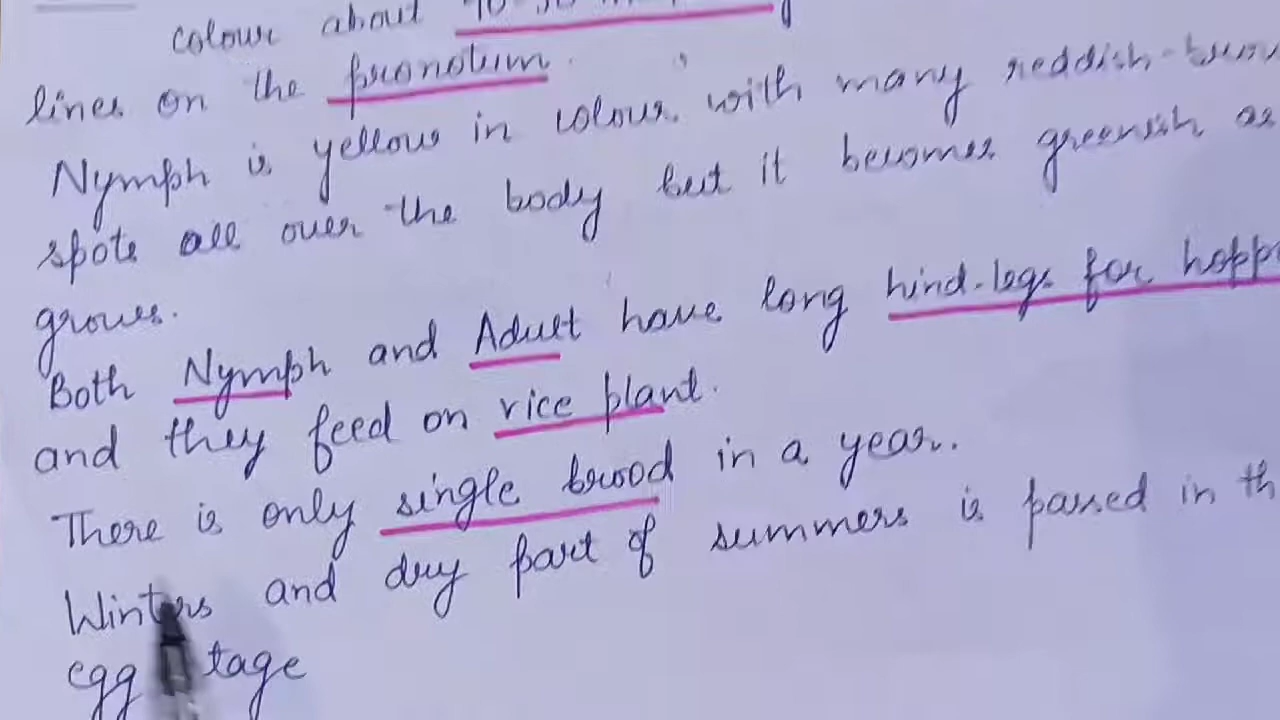 colour about
lines on the pronotum.
Nymph is yellow in colour with many reddish-brow
spots all over the body but it becomes greenish as
grows.
Both Nymph and Adult have long hind-legs for hopp
and they feed on rice plant.
There is only single brood in a year.
Winters and dry part of summers is passed in th
egg stage